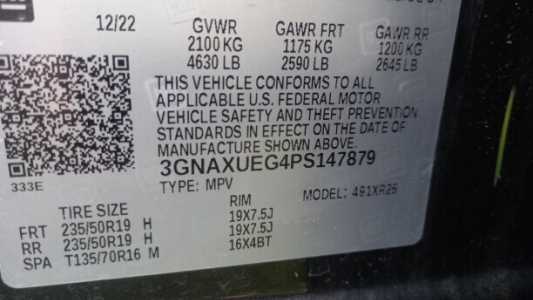 12/22 GVWR GAWR FRT GAWR RR
2100 KG 1175 KG 1200 KG
4630 LB 2590 LB 2645 LB
THIS VEHICLE CONFORMS TO ALL
APPLICABLE U.S. FEDERAL MOTOR
VEHICLE SAFETY AND THEFT PREVENTION
STANDARDS IN EFFECT ON THE DATE OF
MANUFACTURE SHOWN ABOVE.
3GNAXUEG4PS147879
333E TYPE: MPV MODEL: 491XR26
TIRE SIZE RIM
FRT 235/50R19 H 19X7.5J
RR 235/50R19 H 19X7.5J
SPA T135/70R16 M 16X4BT